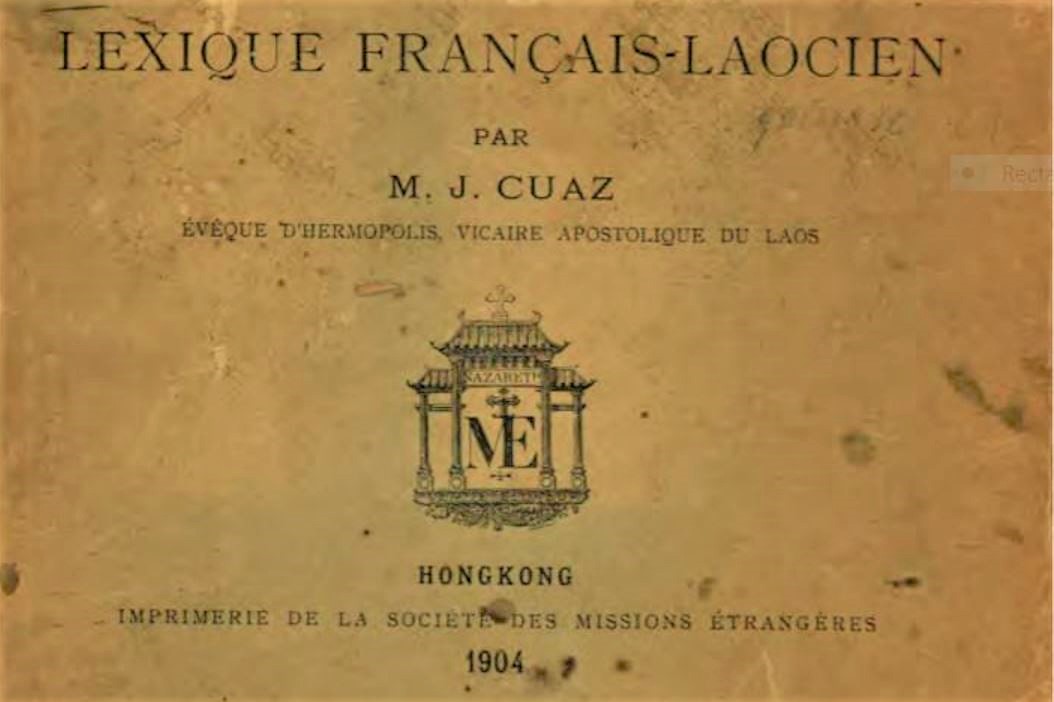 LEXIQUE FRANÇAIS-LAOCIEN
PAR
M. J. CUAZ
ÉVÊQUE D'HERMOPOLIS, VICAIRE APOSTOLIQUE DU LAOS
NAZARETH
ME
HONGKONG
IMPRIMERIE DE LA SOCIÉTÉ DES MISSIONS ÉTRANGÈRES
1904